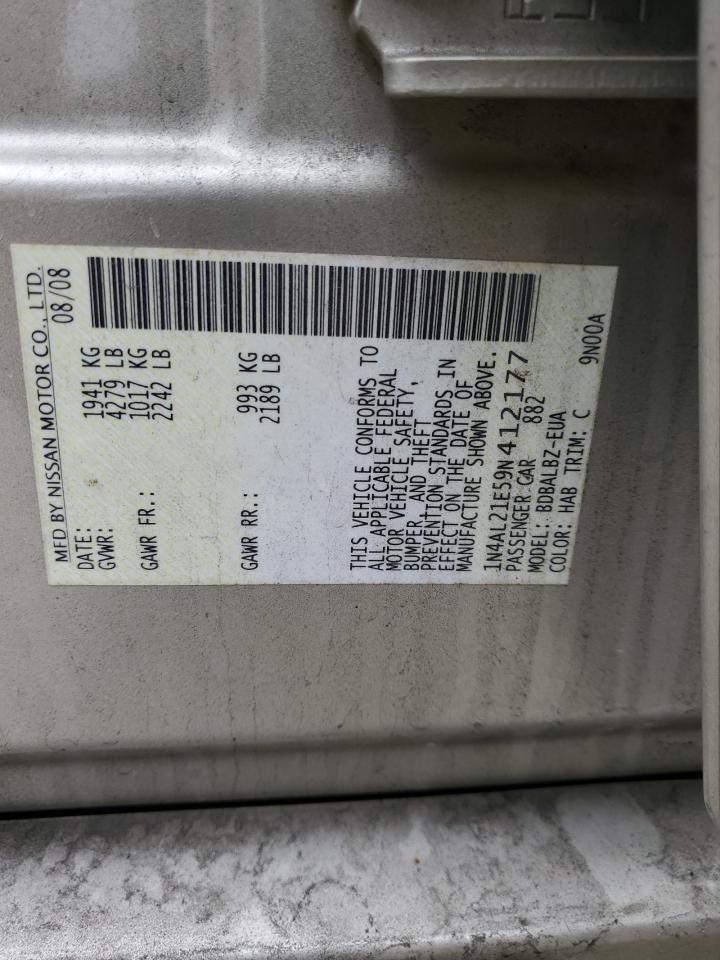 MFD BY NISSAN MOTOR CO., LTD.
DATE: 08/08
GVWR: 1941 KG
4279 LB
GAWR FR.: 1017 KG
2242 LB
GAWR RR.: 993 KG
2189 LB
THIS VEHICLE CONFORMS TO
ALL APPLICABLE FEDERAL
MOTOR VEHICLE SAFETY,
BUMPER, AND THEFT
PREVENTION STANDARDS IN
EFFECT ON THE DATE OF
MANUFACTURE SHOWN ABOVE.
1N4AL21E59N412177
PASSENGER CAR 882
MODEL: BDBALBZ-EUA
COLOR: HAB TRIM: C 9N00A